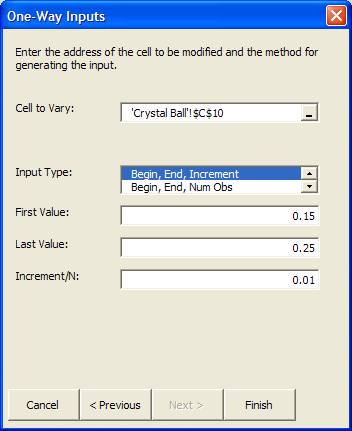 One-Way Inputs
Enter the address of the cell to be modified and the method for
generating the input.
Cell to Vary: 'Crystal Ball'!$C$10
Input Type: Begin, End, Increment
Begin, End, Num Obs
First Value: 0.15
Last Value: 0.25
Increment/N: 0.01
Cancel < Previous Next > Finish